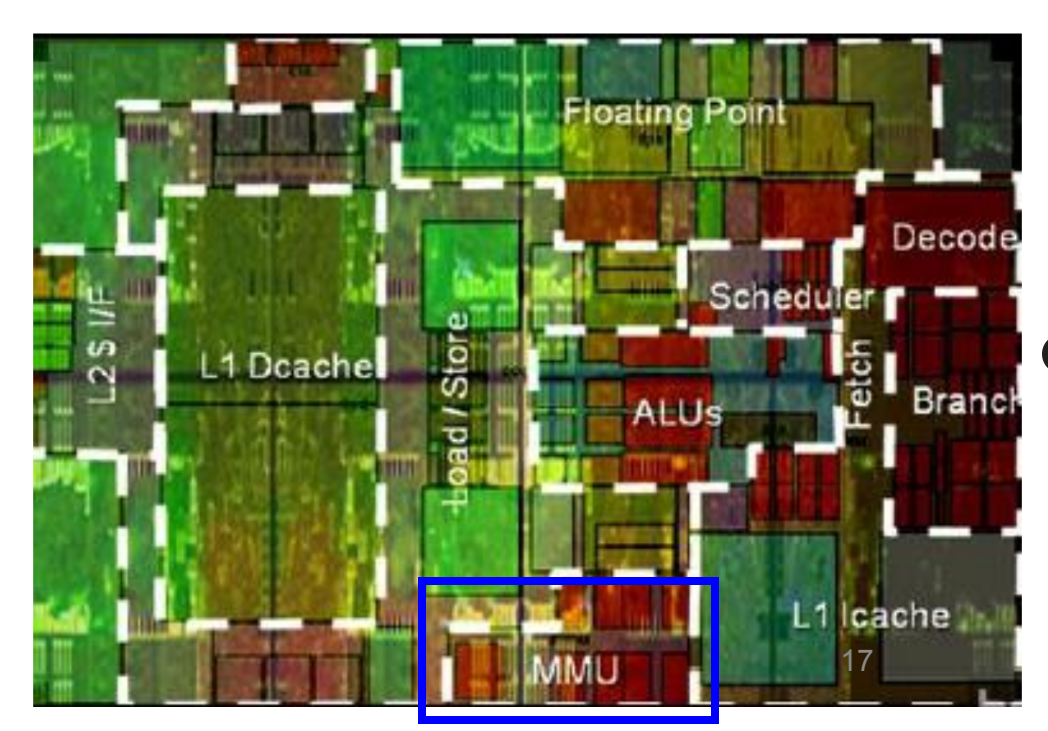 Floating Point
Decode
Scheduler
L2$ I/F
L1 Dcache
Load / Store
ALUs
Fetch
Branch
L1 Icache
17
MMU